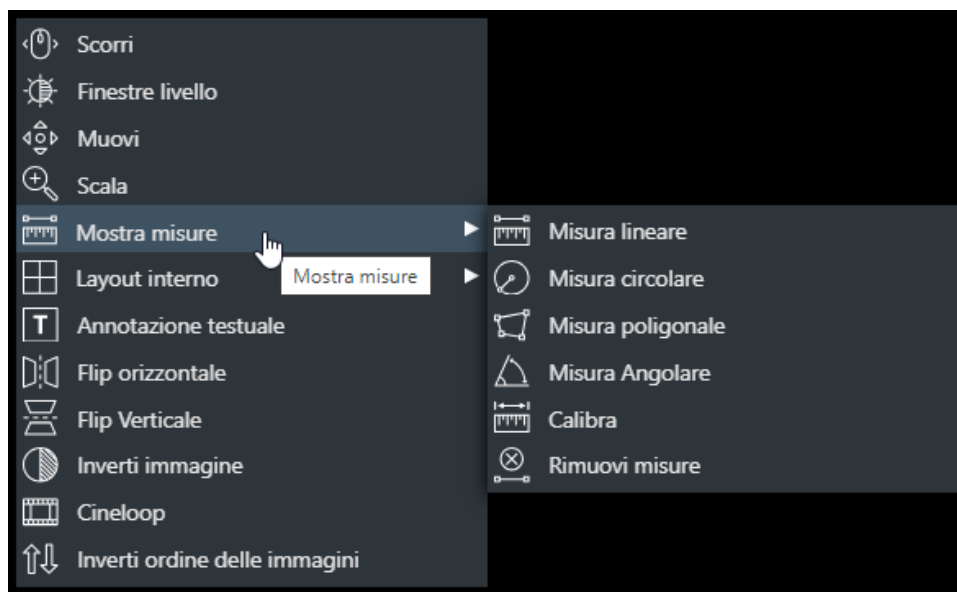 Scorri
Finestre livello
Muovi
Scala
Mostra misure
Layout interno
Mostra misure
T Annotazione testuale
Flip orizzontale
Flip Verticale
Inverti immagine
Cineloop
Inverti ordine delle immagini
Misura lineare
Misura circolare
Misura poligonale
Misura Angolare
Calibra
Rimuovi misure